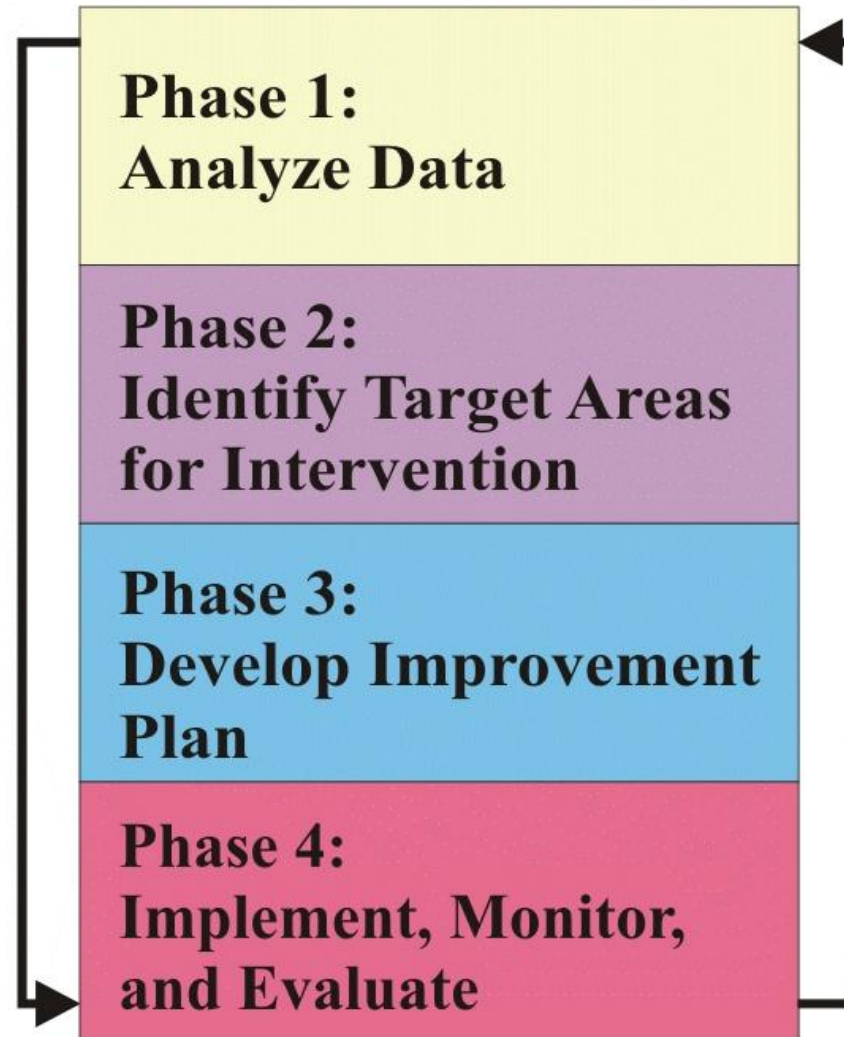 Phase 1:
Analyze Data
Phase 2:
Identify Target Areas
for Intervention
Phase 3:
Develop Improvement
Plan
Phase 4:
Implement, Monitor,
and Evaluate